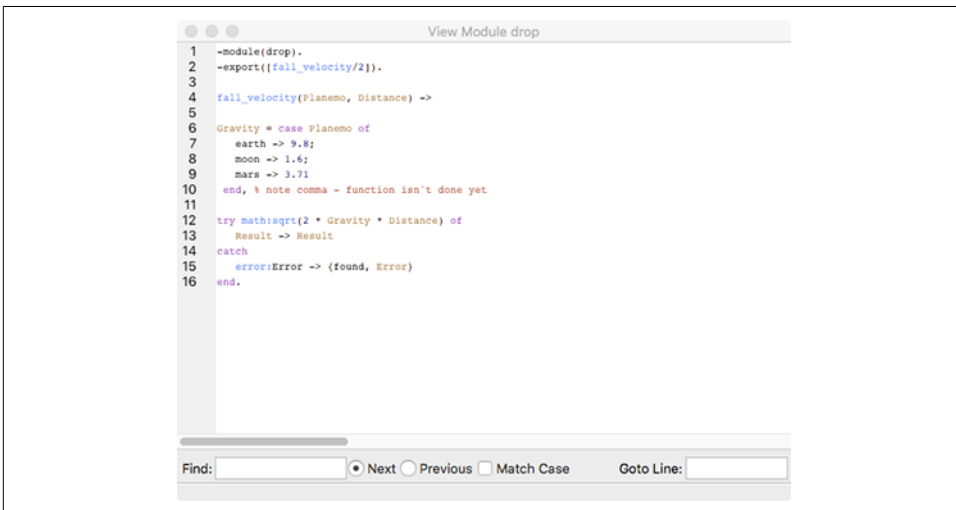 View Module drop
1 -module(drop).
2 -export([fall_velocity/2]).
3
4 fall_velocity(Planemo, Distance) ->
5
6 Gravity = case Planemo of
7 earth -> 9.8;
8 moon -> 1.6;
9 mars -> 3.71
10 end, % note comma - function isn't done yet
11
12 try math:sqrt(2 * Gravity * Distance) of
13 Result -> Result
14 catch
15 error:Error -> {found, Error}
16 end.
Find: Next Previous Match Case Goto Line: